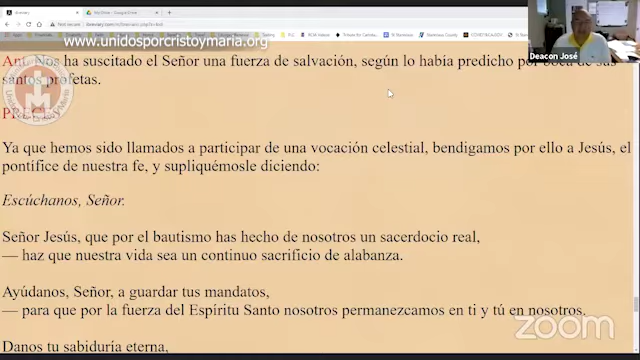 www.unidosporcristoymaria.org
Ant. Nos ha suscitado el Señor una fuerza de salvación, según lo había predicho por boca de sus
santos profetas.
PRECES
Ya que hemos sido llamados a participar de una vocación celestial, bendigamos por ello a Jesús, el
pontífice de nuestra fe, y supliquémosle diciendo:
Escúchanos, Señor.
Señor Jesús, que por el bautismo has hecho de nosotros un sacerdocio real,
— haz que nuestra vida sea un continuo sacrificio de alabanza.
Ayúdanos, Señor, a guardar tus mandatos,
— para que por la fuerza del Espíritu Santo nosotros permanezcamos en ti y tú en nosotros.
Danos tu sabiduría eterna,
Deacon José
zoom